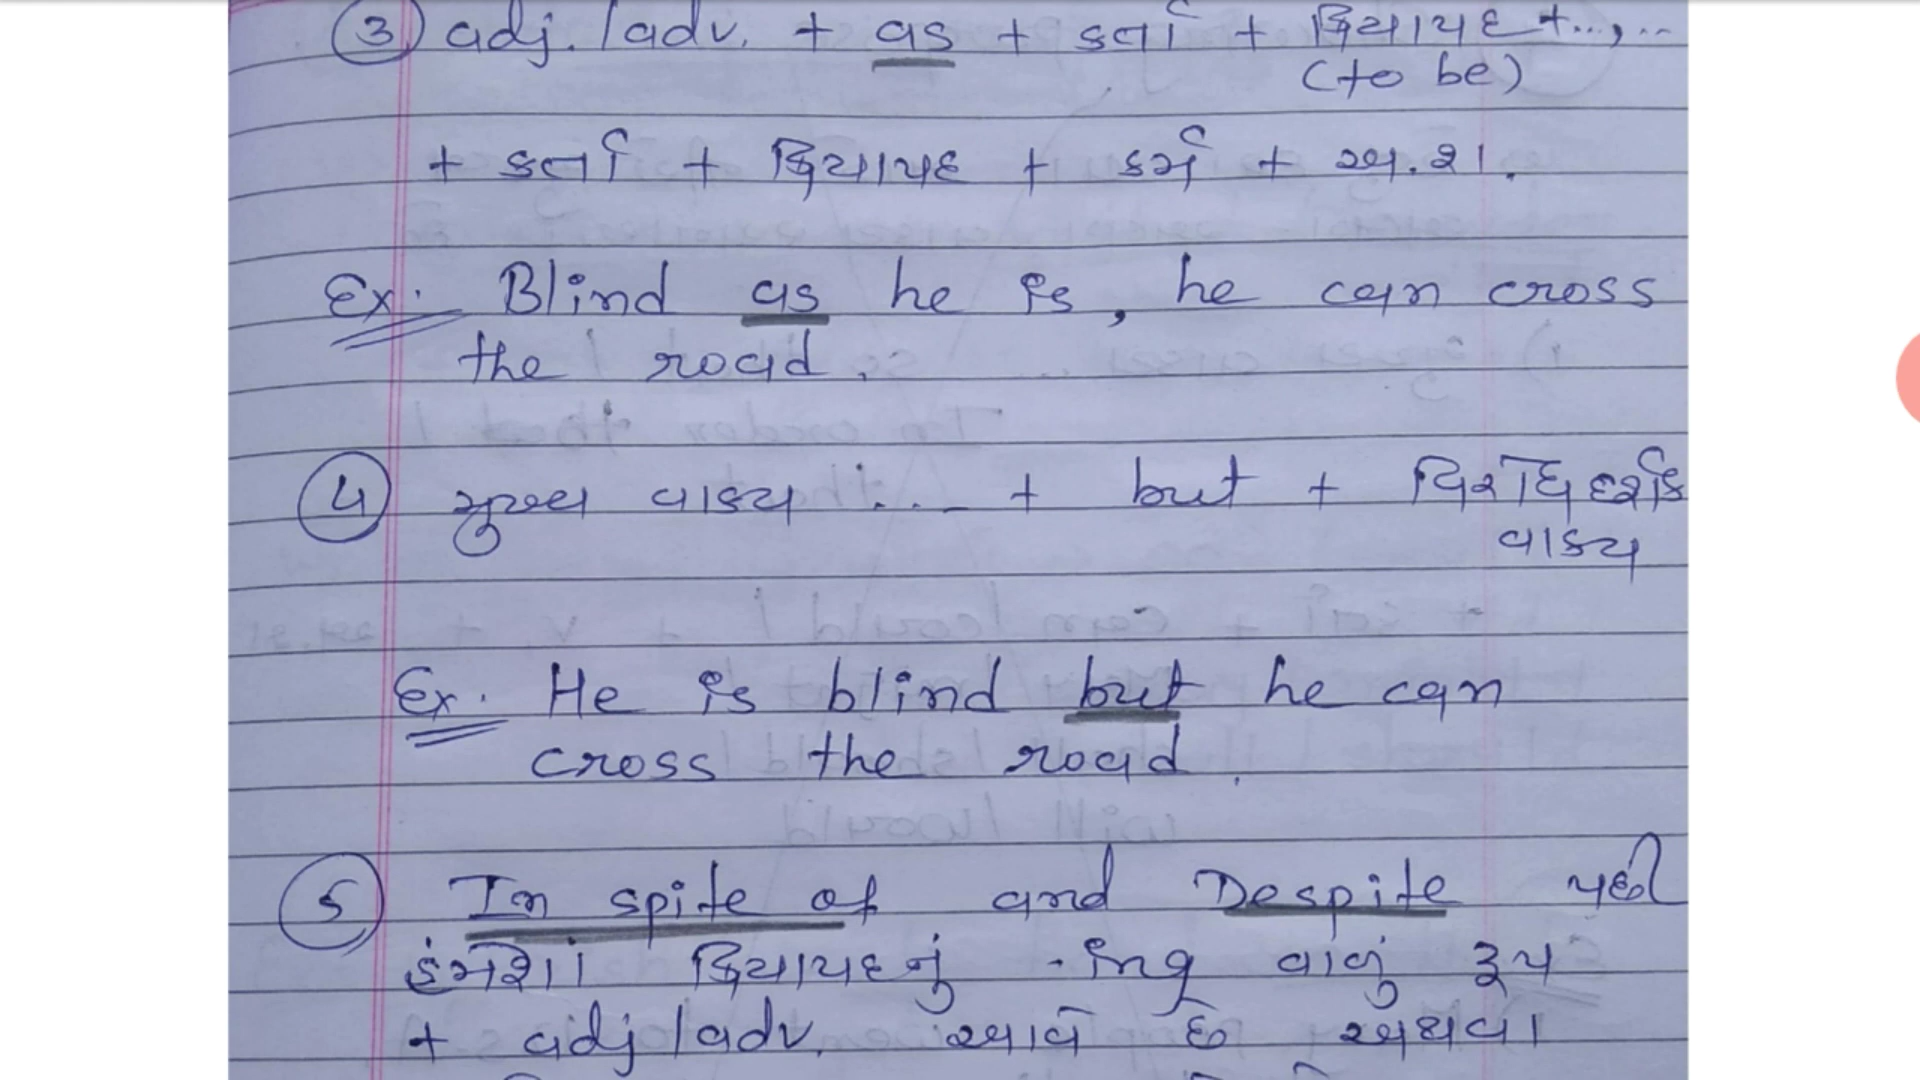 ③ adj. / adv. + as + કર્તા + ક્રિયાપદ + ..., ..
(to be)
+ કર્તા + ક્રિયાપદ + કર્મ + અ. શ.
Ex. Blind as he is, he can cross
the road.
④ મુખ્ય વાક્ય .... + but + વિરોધદર્શક
વાક્ય
Ex. He is blind but he can
cross the road.
⑤ In spite of and Despite પછી
હંમેશા ક્રિયાપદનું -ing વાળું રૂપ
+ adj / adv. આવે છે અથવા